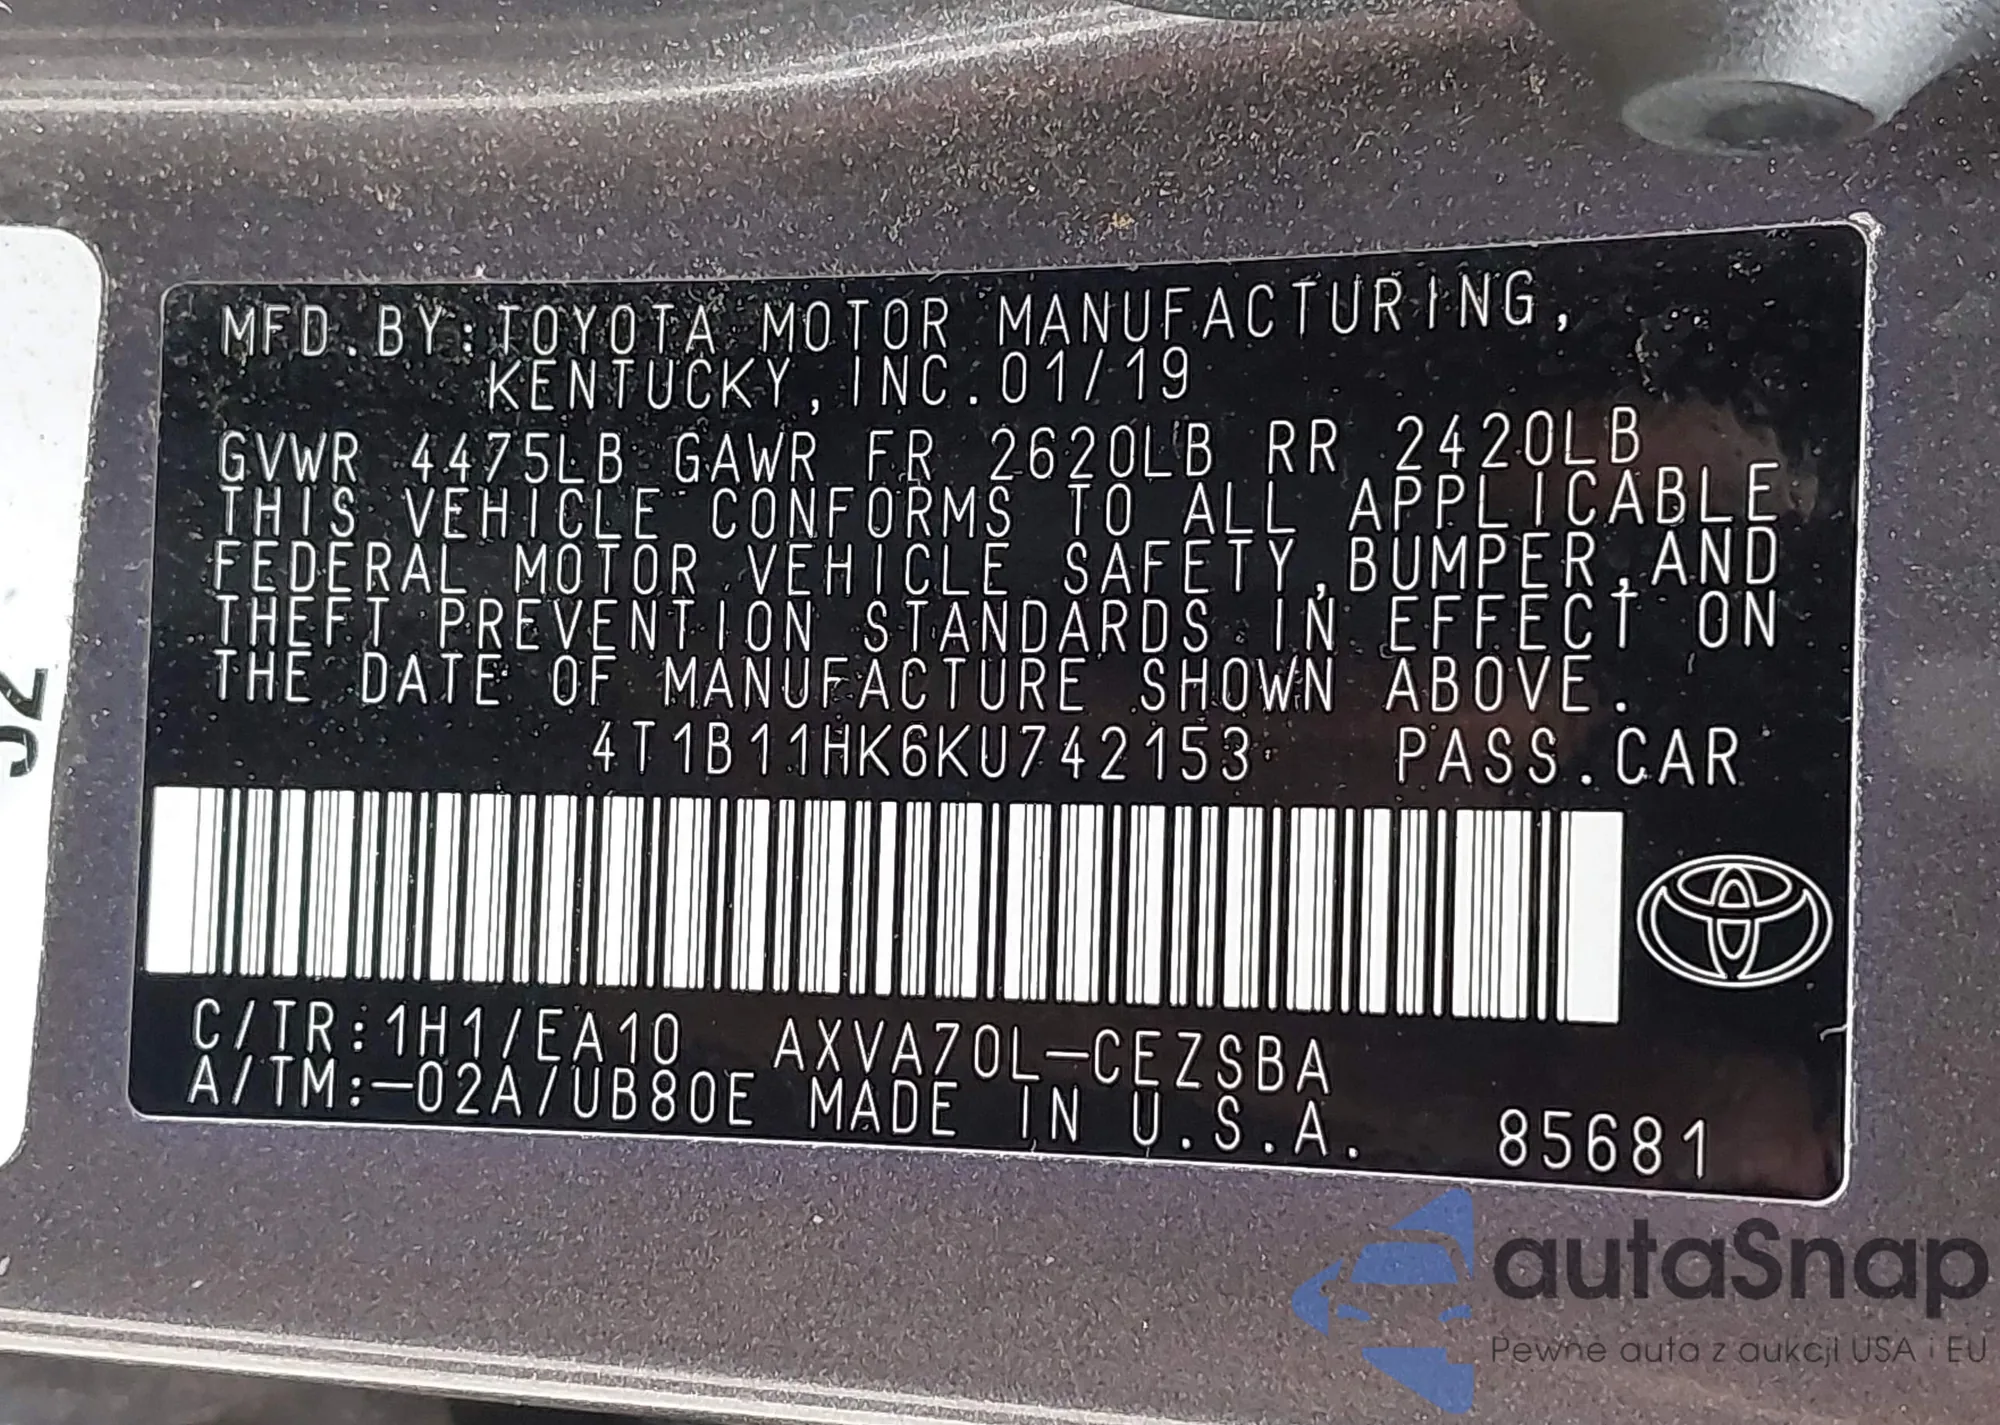 MFD.BY:TOYOTA MOTOR MANUFACTURING,
KENTUCKY,INC.01/19
GVWR 4475LB GAWR FR 2620LB RR 2420LB
THIS VEHICLE CONFORMS TO ALL APPLICABLE
FEDERAL MOTOR VEHICLE SAFETY,BUMPER,AND
THEFT PREVENTION STANDARDS IN EFFECT ON
THE DATE OF MANUFACTURE SHOWN ABOVE.
4T1B11HK6KU742153 PASS.CAR
C/TR:1H1/EA10 AXVA70L-CEZSBA
A/TM:-02A/UB80E MADE IN U.S.A. 85681
autaSnap
Pewne auta z aukcji USA i EU